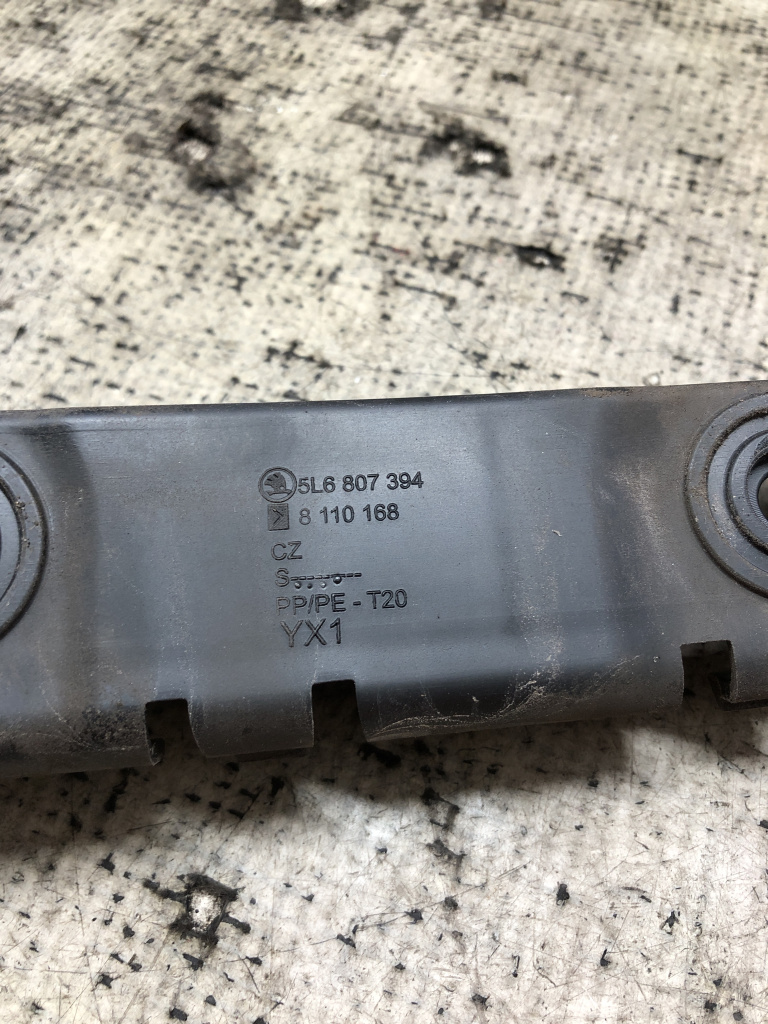 5L6 807 394
8 110 168
CZ
S
PP/PE - T20
YX1